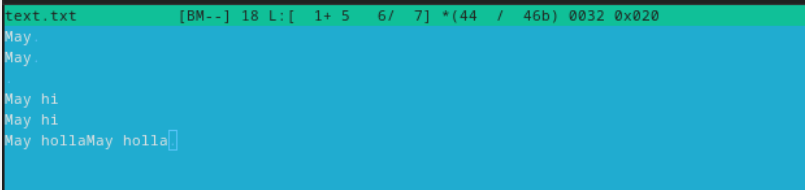 text.txt [BM--] 18 L:[ 1+ 5 6/ 7] *(44 / 46b) 0032 0x020
May.
May.
.
May hi
May hi
May hollaMay holla.